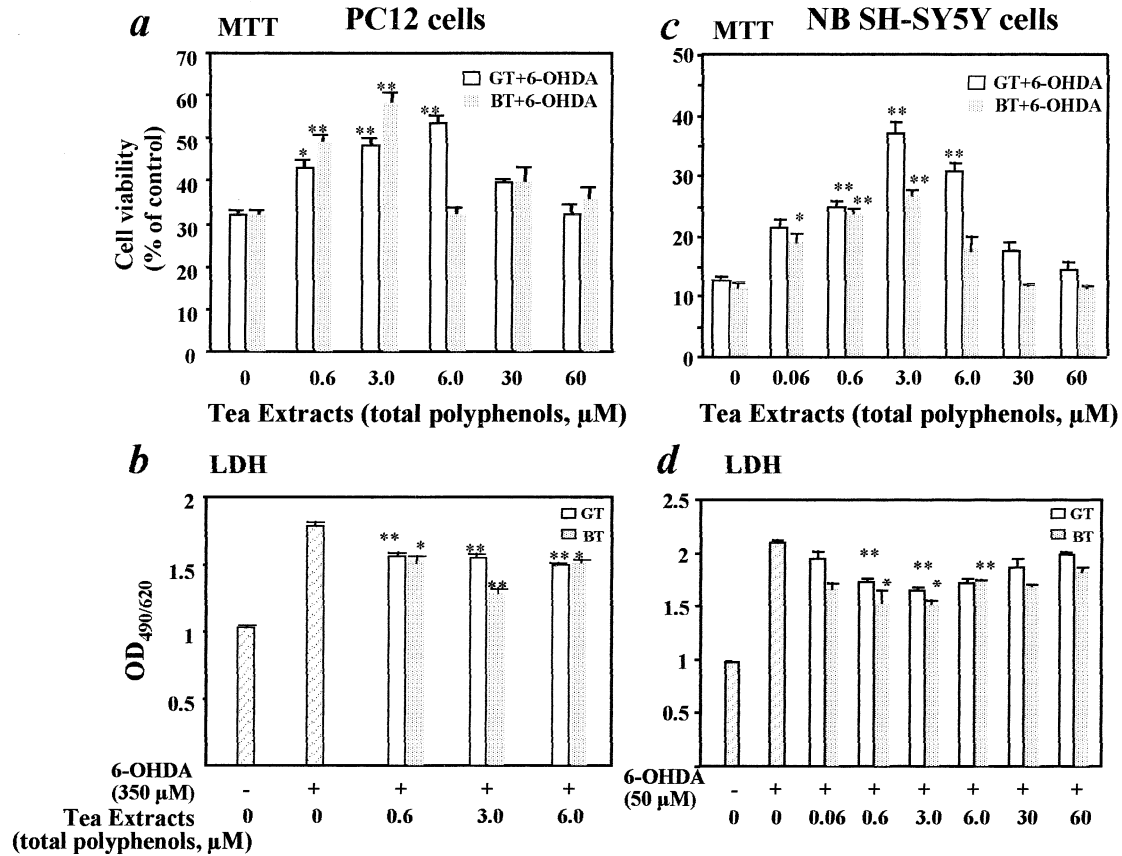 a MTT PC12 cells
70
60
50
40
30
20
10
0
Cell viability
(% of control)
GT+6-OHDA
BT+6-OHDA
* ** ** ** **
0 0.6 3.0 6.0 30 60
Tea Extracts (total polyphenols, µM)
c MTT NB SH-SY5Y cells
50
40
30
20
10
0
GT+6-OHDA
BT+6-OHDA
* ** ** ** ** **
0 0.06 0.6 3.0 6.0 30 60
Tea Extracts (total polyphenols, µM)
b LDH
2
1.5
1
0.5
OD490/620
GT
BT
** * ** ** ** *
6-OHDA
(350 µM) - + + + +
Tea Extracts 0 0 0.6 3.0 6.0
(total polyphenols, µM)
d LDH
2.5
2
1.5
1
0.5
GT
BT
** * ** * **
6-OHDA
(50 µM) - + + + + + + +
0 0 0.06 0.6 3.0 6.0 30 60